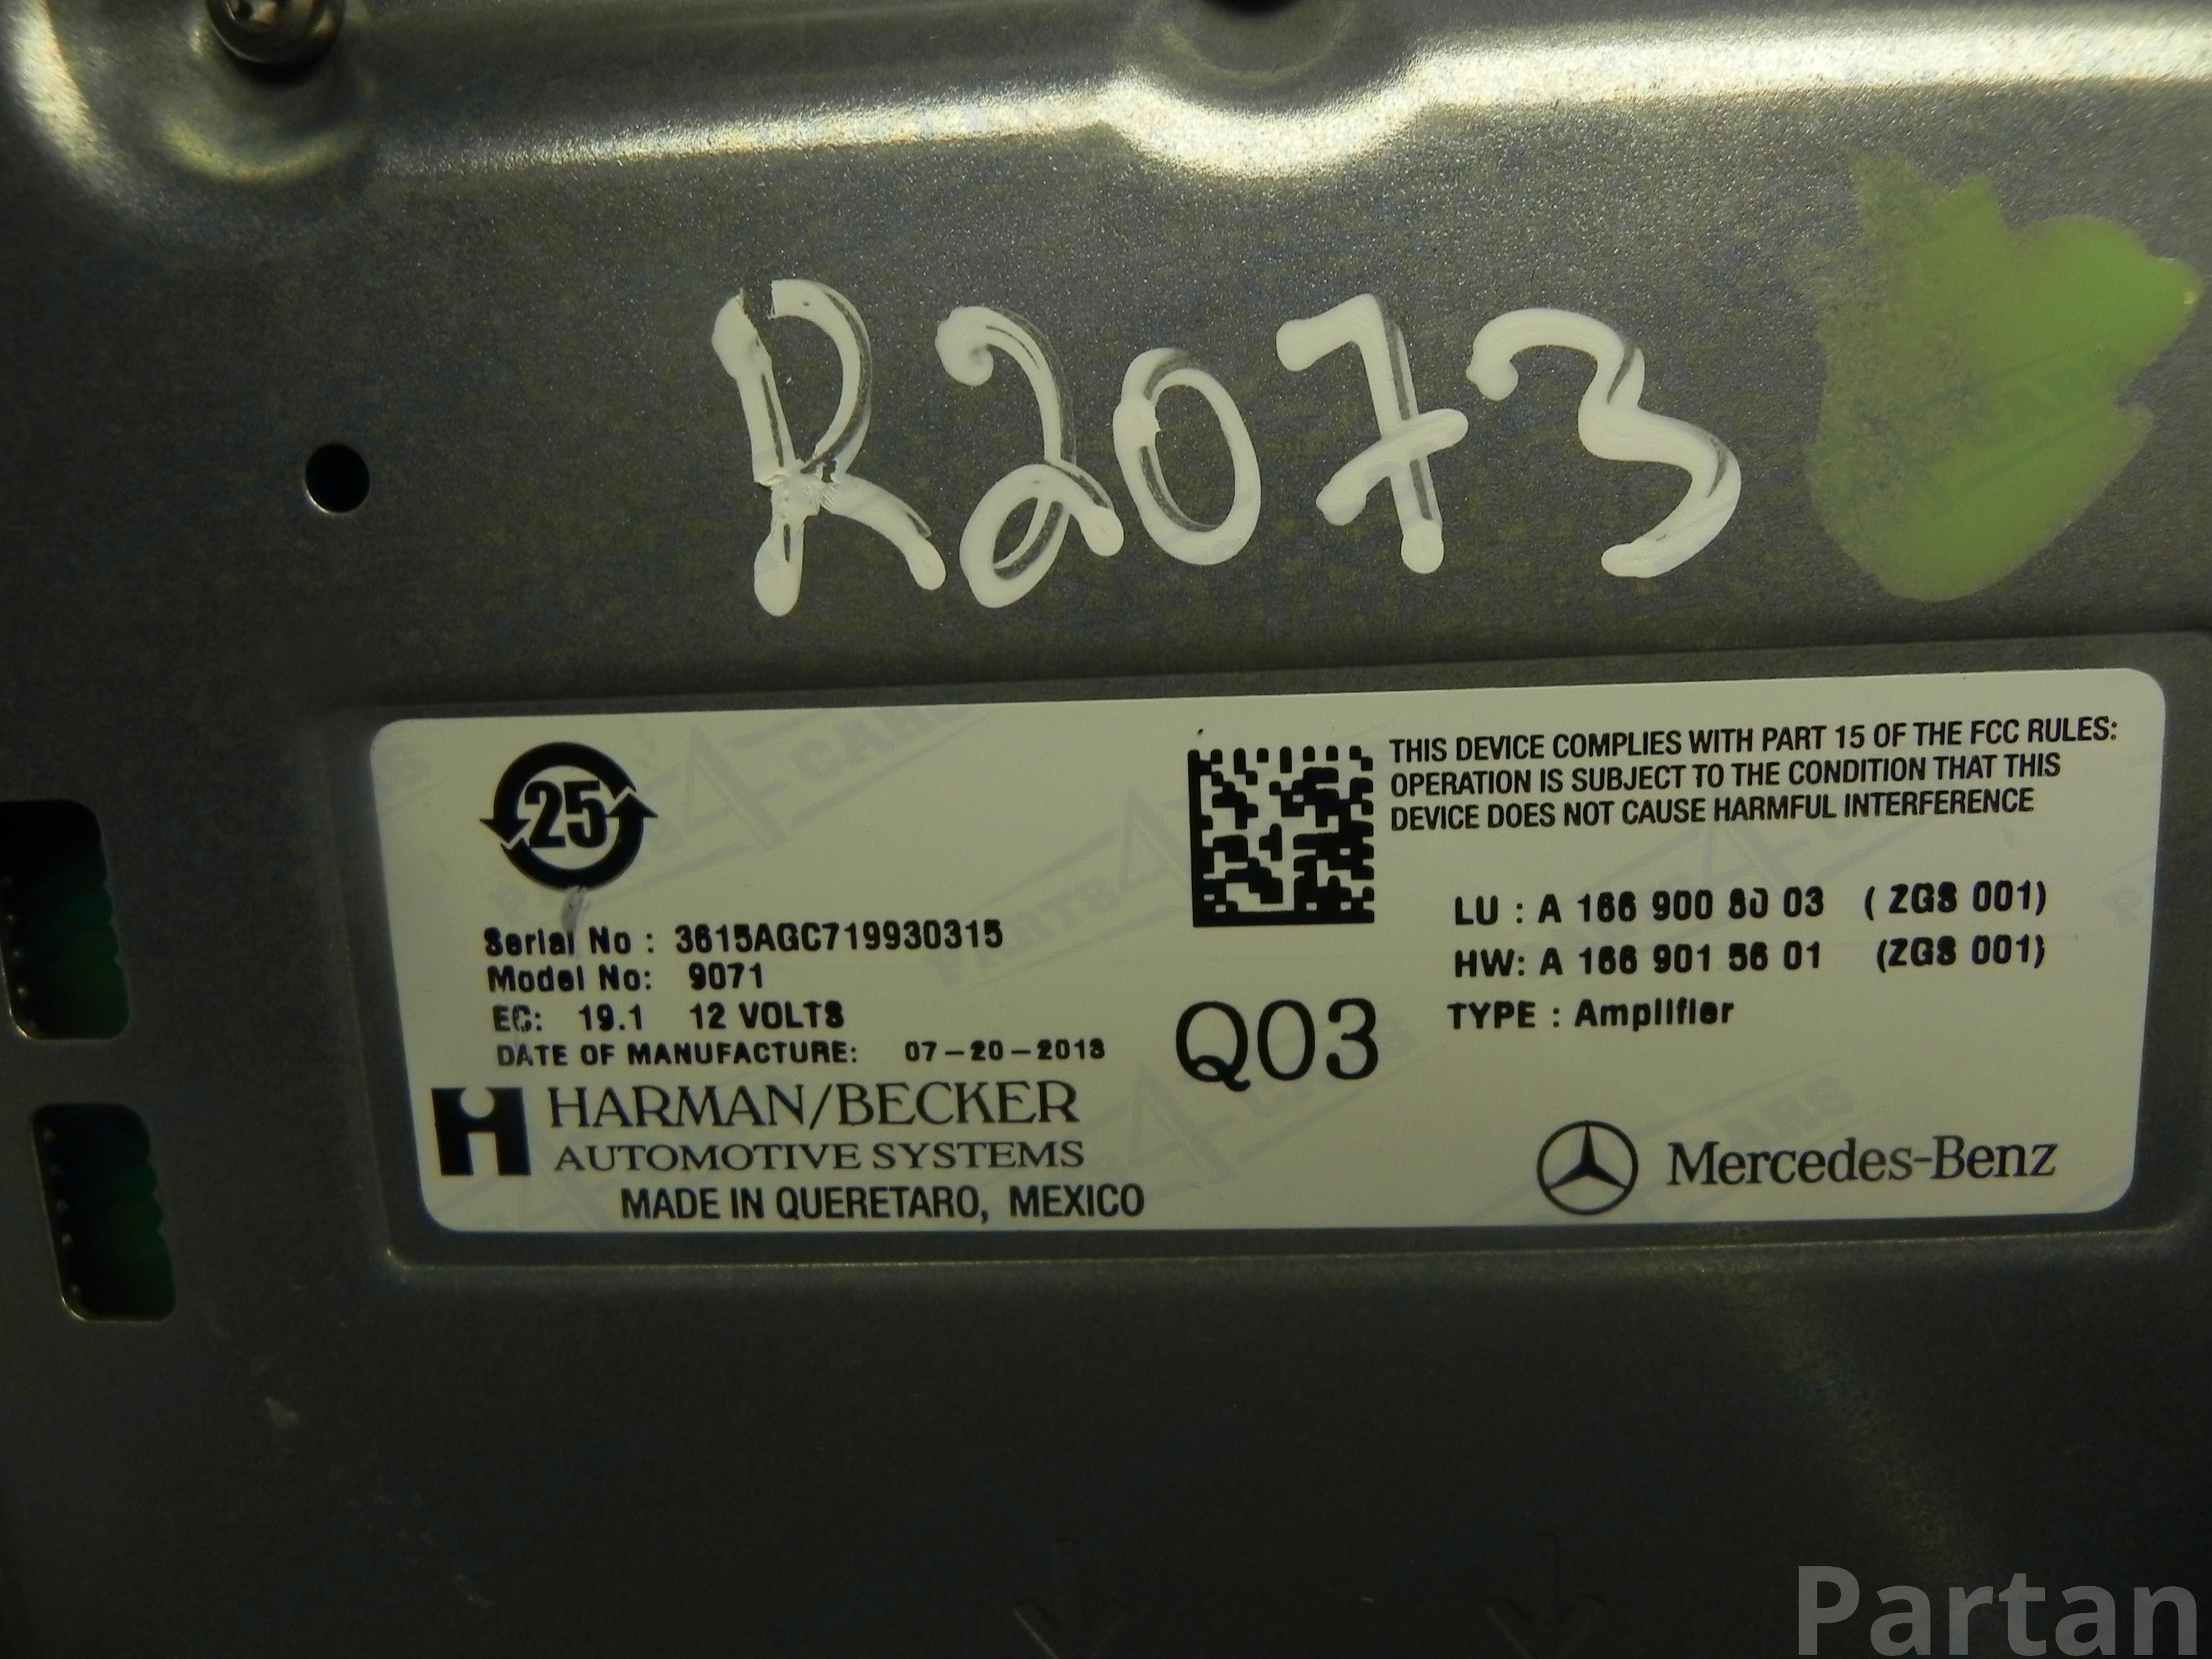 R2073
25
THIS DEVICE COMPLIES WITH PART 15 OF THE FCC RULES:
OPERATION IS SUBJECT TO THE CONDITION THAT THIS
DEVICE DOES NOT CAUSE HARMFUL INTERFERENCE
Serial No : 3615AGC719930315
Model No: 9071
EC: 19.1 12 VOLTS
DATE OF MANUFACTURE: 07-20-2013
LU : A 166 900 80 03 ( ZGS 001)
HW: A 166 901 56 01 (ZGS 001)
TYPE : Amplifier
Q03
HARMAN/BECKER
AUTOMOTIVE SYSTEMS
MADE IN QUERETARO, MEXICO
Mercedes-Benz
PARTS 4 CARS
Partan